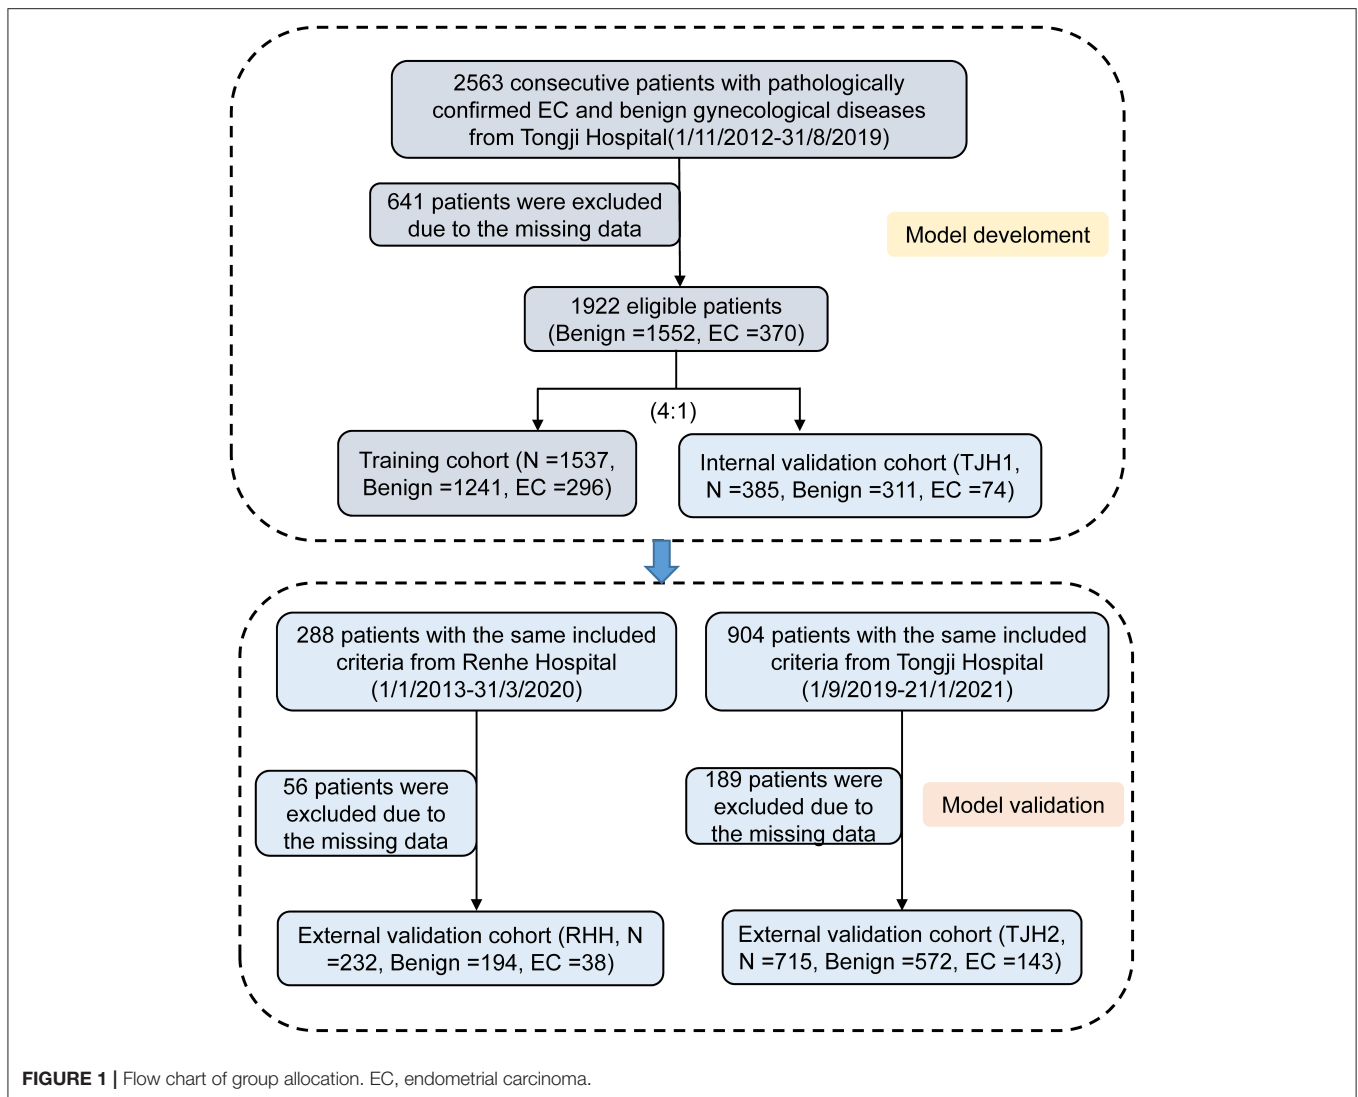 2563 consecutive patients with pathologically
confirmed EC and benign gynecological diseases
from Tongji Hospital(1/11/2012-31/8/2019)
641 patients were excluded
due to the missing data
Model develoment
1922 eligible patients
(Benign =1552, EC =370)
(4:1)
Training cohort (N =1537,
Benign =1241, EC =296)
Internal validation cohort (TJH1,
N =385, Benign =311, EC =74)
288 patients with the same included
criteria from Renhe Hospital
(1/1/2013-31/3/2020)
904 patients with the same included
criteria from Tongji Hospital
(1/9/2019-21/1/2021)
56 patients were
excluded due to
the missing data
189 patients were
excluded due to
the missing data
Model validation
External validation cohort (RHH, N
=232, Benign =194, EC =38)
External validation cohort (TJH2,
N =715, Benign =572, EC =143)
FIGURE 1 | Flow chart of group allocation. EC, endometrial carcinoma.